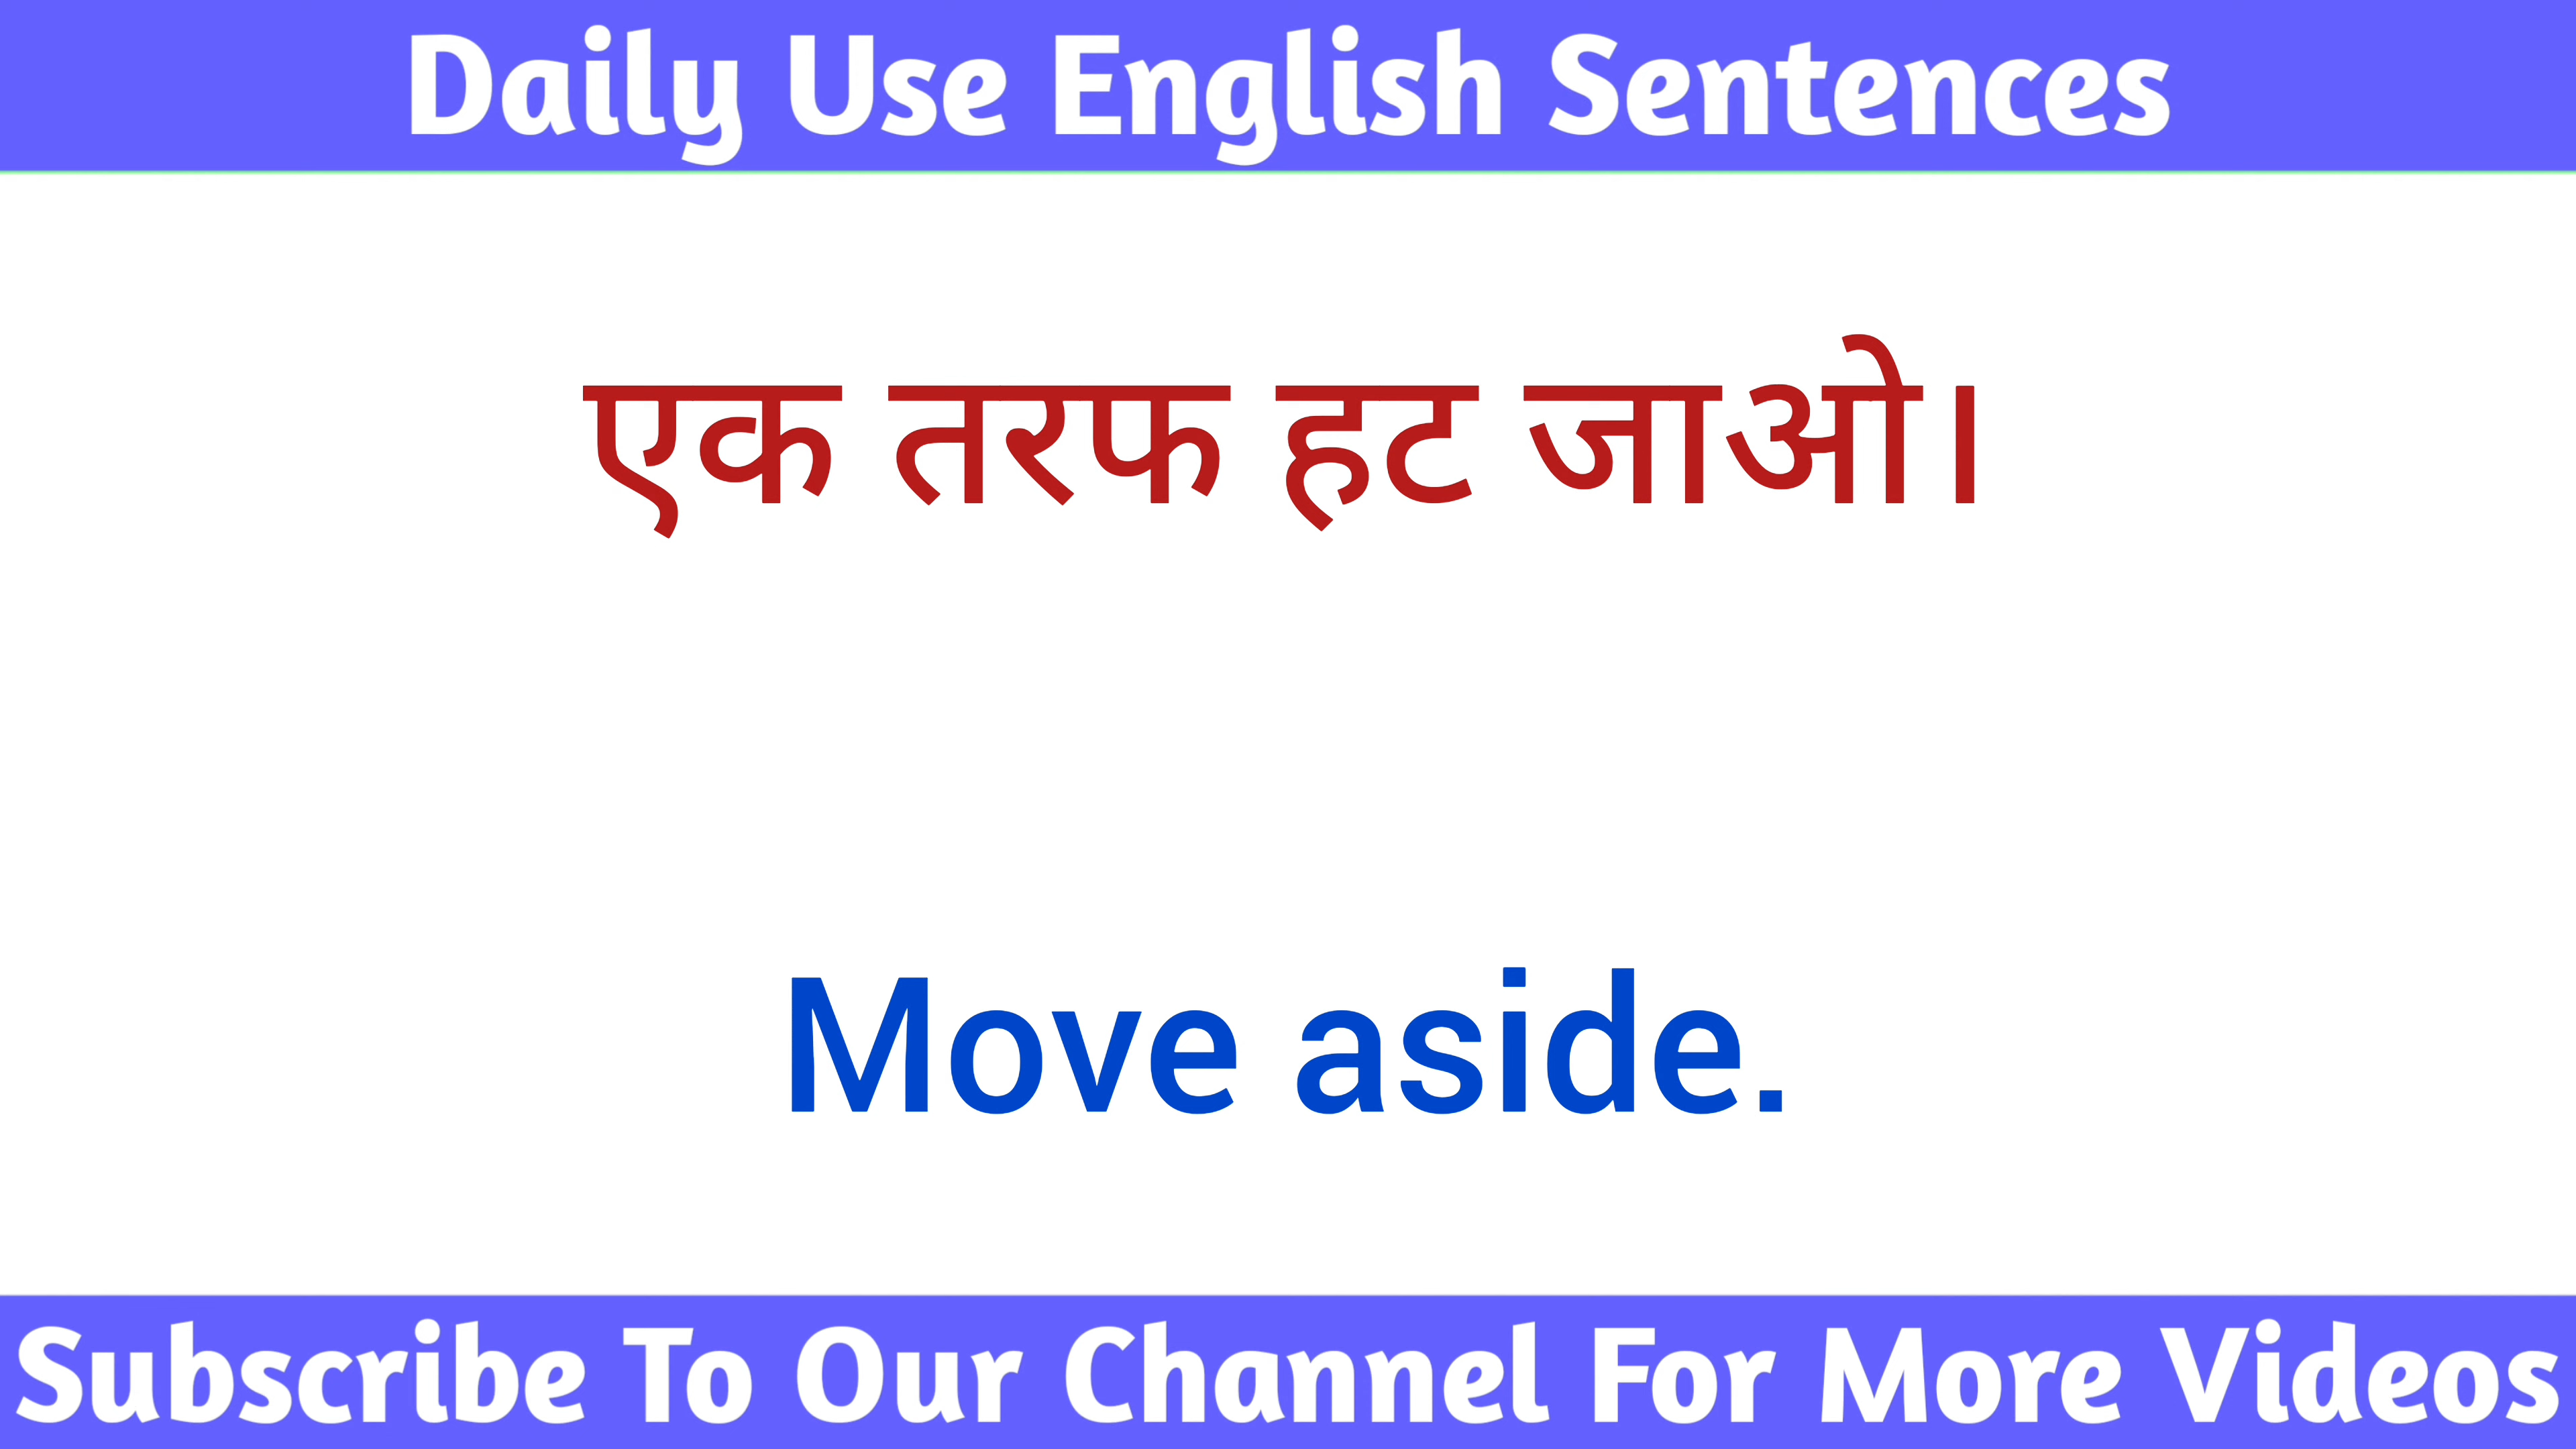 Daily Use English Sentences
एक तरफ हट जाओ।
Move aside.
Subscribe To Our Channel For More Videos